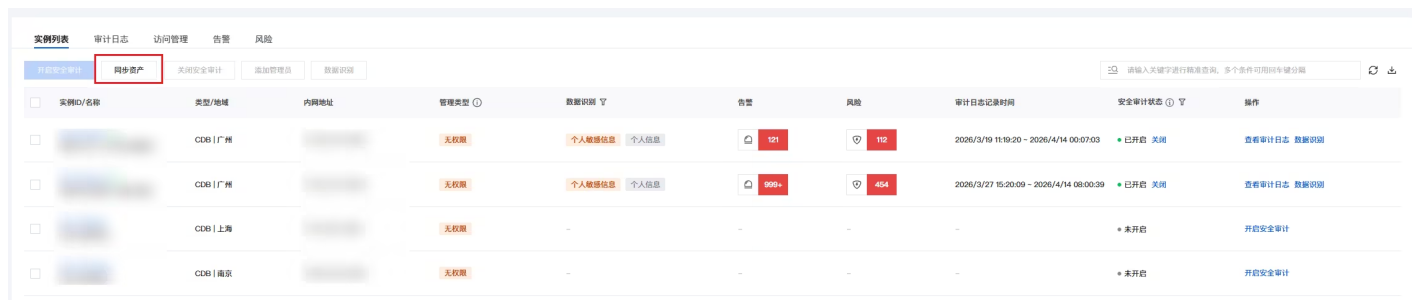 实例列表 审计日志 访问管理 告警 风险
开启安全审计 同步资产 关闭安全审计 添加管理员 数据识别 请输入关键字进行精准查询，多个条件可用回车键分隔
实例ID/名称 类型/地域 内网地址 管理类型 数据识别 告警 风险 审计日志记录时间 安全审计状态 操作
CDB | 广州 无权限 个人敏感信息 个人信息 121 112 2026/3/19 11:19:20 ~ 2026/4/14 00:07:03 已开启 关闭 查看审计日志 数据识别
CDB | 广州 无权限 个人敏感信息 个人信息 999+ 454 2026/3/27 15:20:09 ~ 2026/4/14 08:00:39 已开启 关闭 查看审计日志 数据识别
CDB | 上海 无权限 - - - - 未开启 开启安全审计
CDB | 南京 无权限 - - - - 未开启 开启安全审计